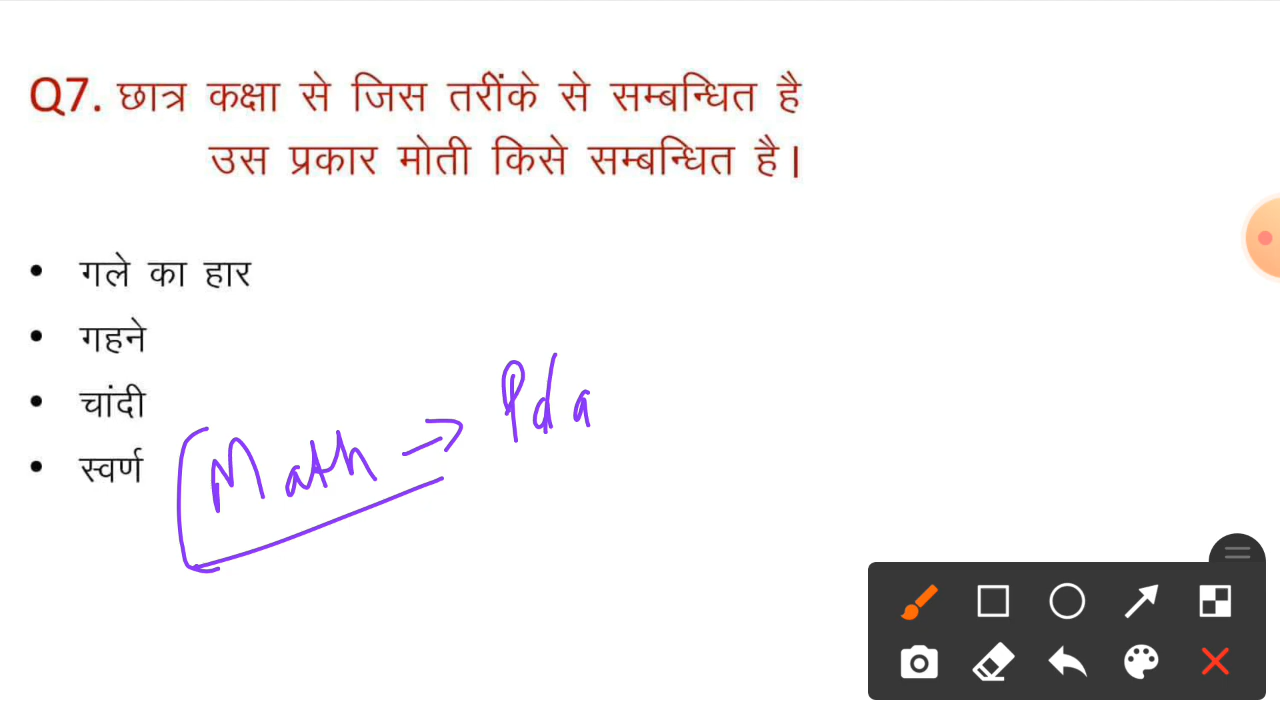 Q7. छात्र कक्षा से जिस तरींके से सम्बन्धित है
उस प्रकार मोती किसे सम्बन्धित है।
• गले का हार
• गहने
• चांदी
• स्वर्ण
Math →